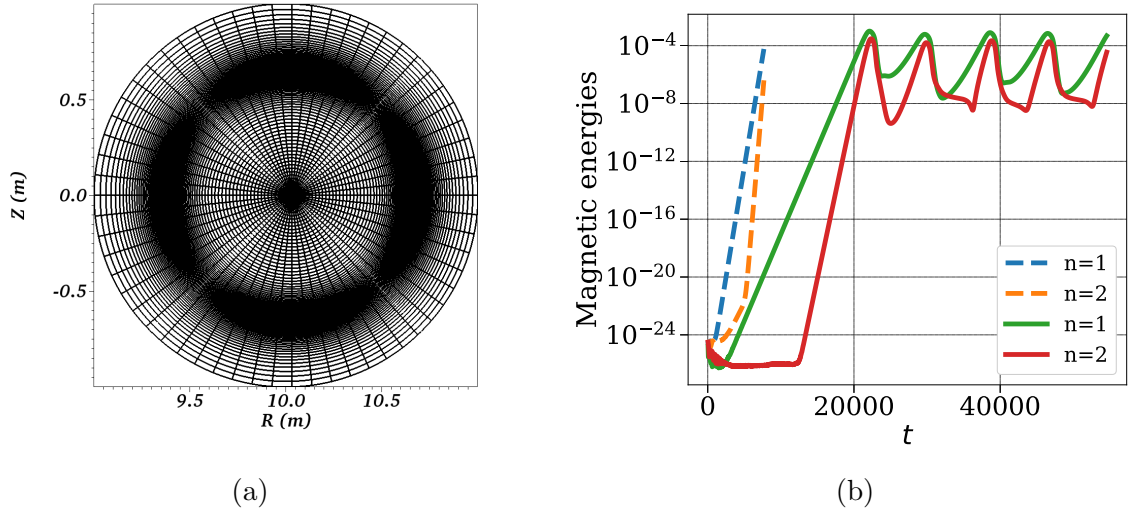 Z (m)
0.5
0.0
-0.5
9.5 10.0 10.5
R (m)
(a)
Magnetic energies
10⁻⁴
10⁻⁸
10⁻¹²
10⁻¹⁶
10⁻²⁰
10⁻²⁴
n=1
n=2
n=1
n=2
0 20000 40000
t
(b)